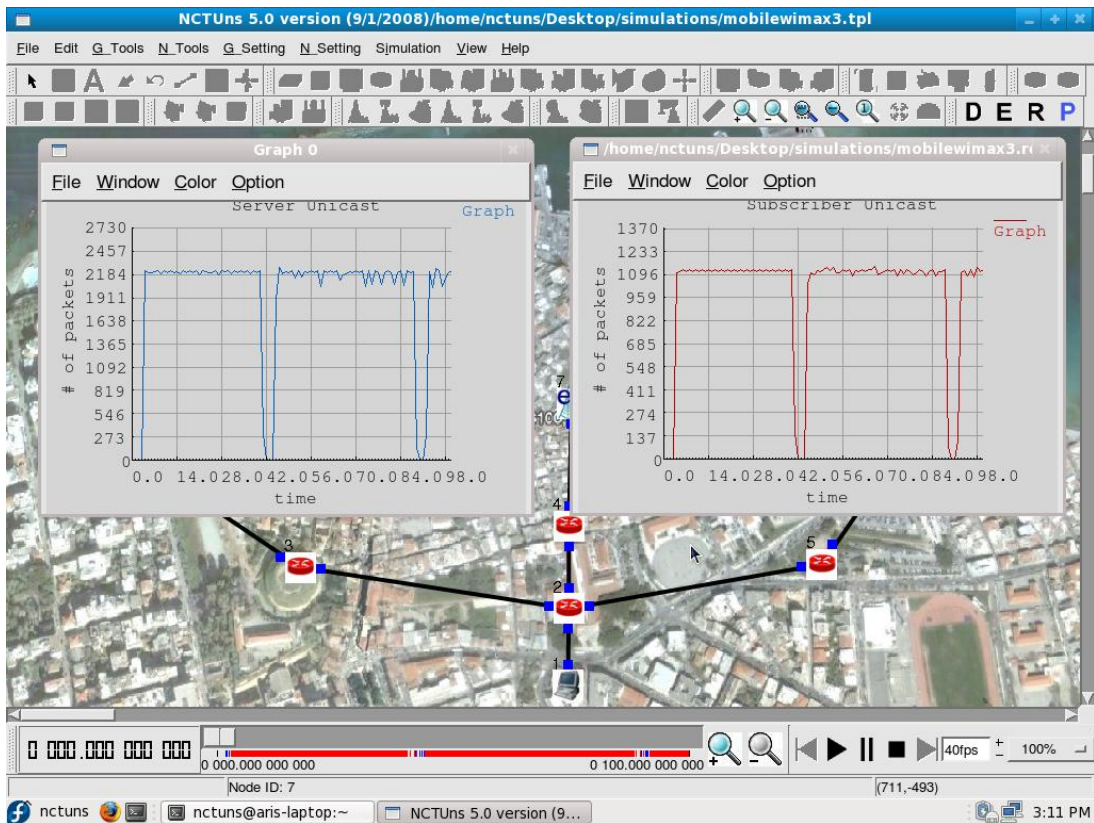 NCTUns 5.0 version (9/1/2008)/home/nctuns/Desktop/simulations/mobilewimax3.tpl
File Edit G_Tools N_Tools G_Setting N_Setting Simulation View Help
A
D E R P
Graph 0
File Window Color Option
Server Unicast
Graph
2730
2457
2184
1911
1638
1365
1092
819
546
273
0
# of packets
0.0 14.028.042.056.070.084.098.0
time
/home/nctuns/Desktop/simulations/mobilewimax3.r
File Window Color Option
Subscriber Unicast
Graph
1370
1233
1096
959
822
685
548
411
274
137
0
# of packets
0.0 14.028.042.056.070.084.098.0
time
7
4
3
5
2
1
0 000.000 000 000
0 000.000 000 000
0 100.000 000 000
40fps
100%
Node ID: 7
(711,-493)
nctuns
nctuns@aris-laptop:~
NCTUns 5.0 version (9...
3:11 PM